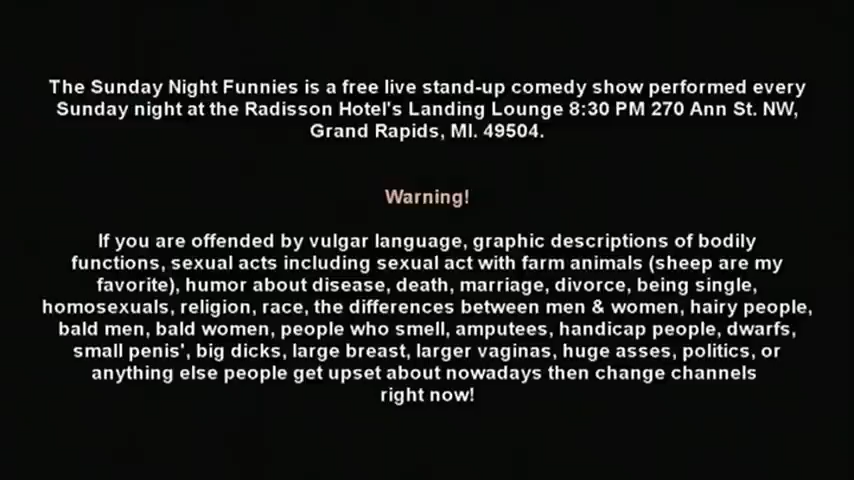 The Sunday Night Funnies is a free live stand-up comedy show performed every
Sunday night at the Radisson Hotel's Landing Lounge 8:30 PM 270 Ann St. NW,
Grand Rapids, MI. 49504.
Warning!
If you are offended by vulgar language, graphic descriptions of bodily
functions, sexual acts including sexual act with farm animals (sheep are my
favorite), humor about disease, death, marriage, divorce, being single,
homosexuals, religion, race, the differences between men & women, hairy people,
bald men, bald women, people who smell, amputees, handicap people, dwarfs,
small penis', big dicks, large breast, larger vaginas, huge asses, politics, or
anything else people get upset about nowadays then change channels
right now!